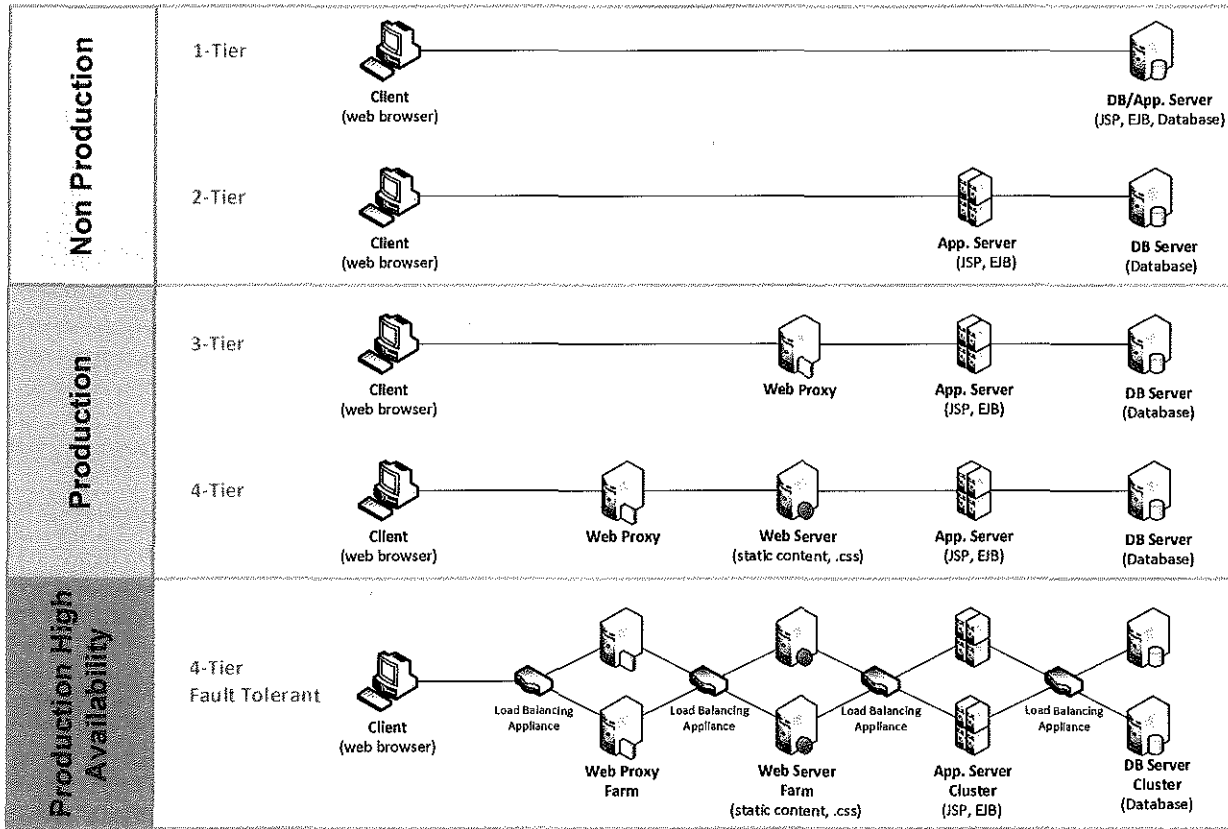 Non Production
1-Tier
Client
(web browser)
DB/App. Server
(JSP, EJB, Database)
2-Tier
Client
(web browser)
App. Server
(JSP, EJB)
DB Server
(Database)
Production
3-Tier
Client
(web browser)
Web Proxy
App. Server
(JSP, EJB)
DB Server
(Database)
4-Tier
Client
(web browser)
Web Proxy
Web Server
(static content, .css)
App. Server
(JSP, EJB)
DB Server
(Database)
Production High
Availability
4-Tier
Fault Tolerant
Client
(web browser)
Load Balancing
Appliance
Web Proxy
Farm
Load Balancing
Appliance
Web Server
Farm
(static content, .css)
Load Balancing
Appliance
App. Server
Cluster
(JSP, EJB)
Load Balancing
Appliance
DB Server
Cluster
(Database)